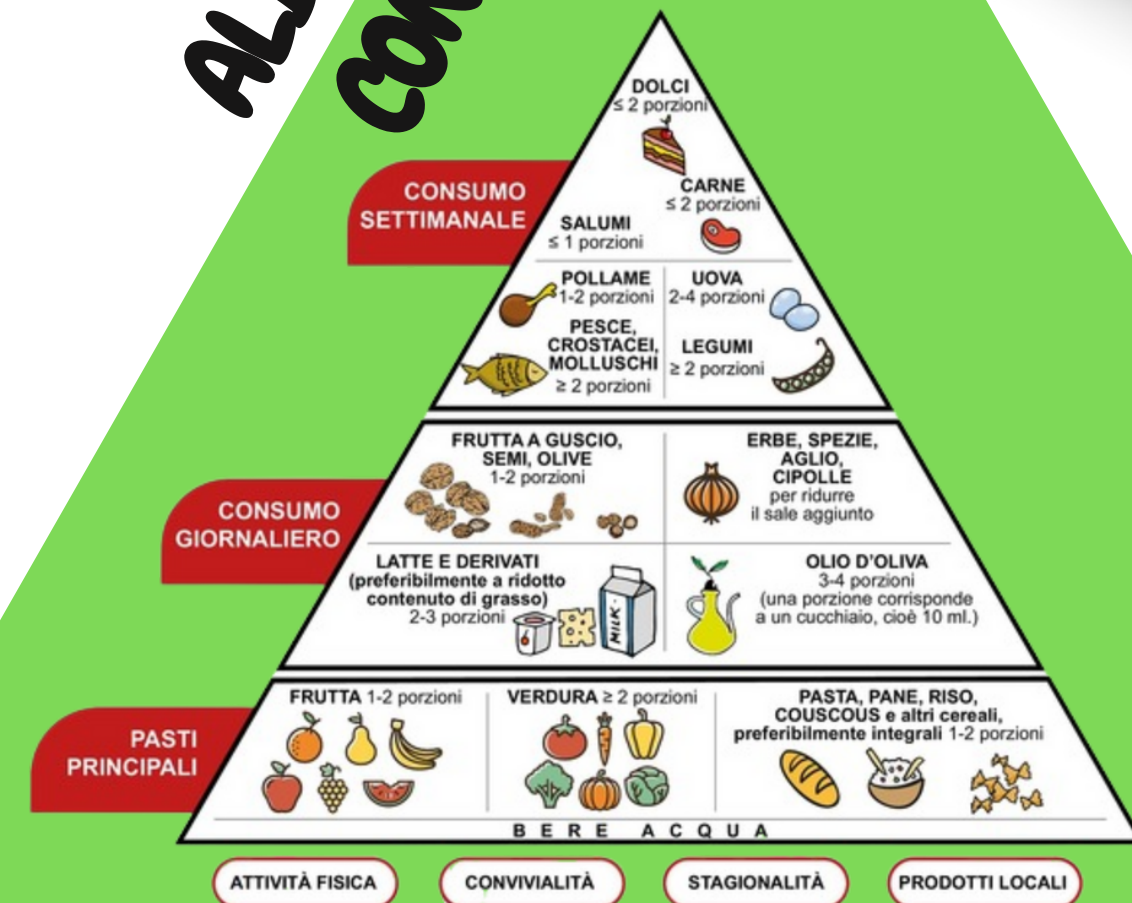 DOLCI
≤ 2 porzioni
CARNE
≤ 2 porzioni
SALUMI
≤ 1 porzioni
CONSUMO
SETTIMANALE
POLLAME
1-2 porzioni
UOVA
2-4 porzioni
PESCE,
CROSTACEI,
MOLLUSCHI
≥ 2 porzioni
LEGUMI
≥ 2 porzioni
CONSUMO
GIORNALIERO
FRUTTA A GUSCIO,
SEMI, OLIVE
1-2 porzioni
ERBE, SPEZIE,
AGLIO,
CIPOLLE
per ridurre
il sale aggiunto
LATTE E DERIVATI
(preferibilmente a ridotto
contenuto di grasso)
2-3 porzioni
MILK
OLIO D'OLIVA
3-4 porzioni
(una porzione corrisponde
a un cucchiaio, cioè 10 ml.)
PASTI
PRINCIPALI
FRUTTA 1-2 porzioni
VERDURA ≥ 2 porzioni
PASTA, PANE, RISO,
COUSCOUS e altri cereali,
preferibilmente integrali 1-2 porzioni
BERE ACQUA
ATTIVITÀ FISICA
CONVIVIALITÀ
STAGIONALITÀ
PRODOTTI LOCALI